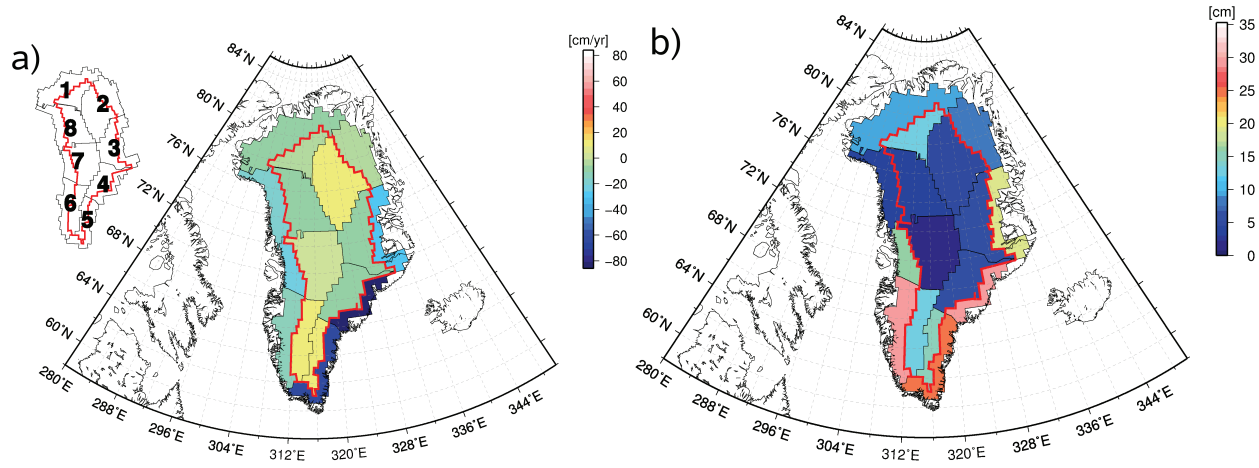 a)
1
2
8
3
7
4
6
5
84°N
80°N
76°N
72°N
68°N
64°N
60°N
280°E
288°E
296°E
304°E
312°E
320°E
328°E
336°E
344°E
[cm/yr]
80
60
40
20
0
−20
−40
−60
−80
b)
84°N
80°N
76°N
72°N
68°N
64°N
60°N
280°E
288°E
296°E
304°E
312°E
320°E
328°E
336°E
344°E
[cm]
35
30
25
20
15
10
5
0